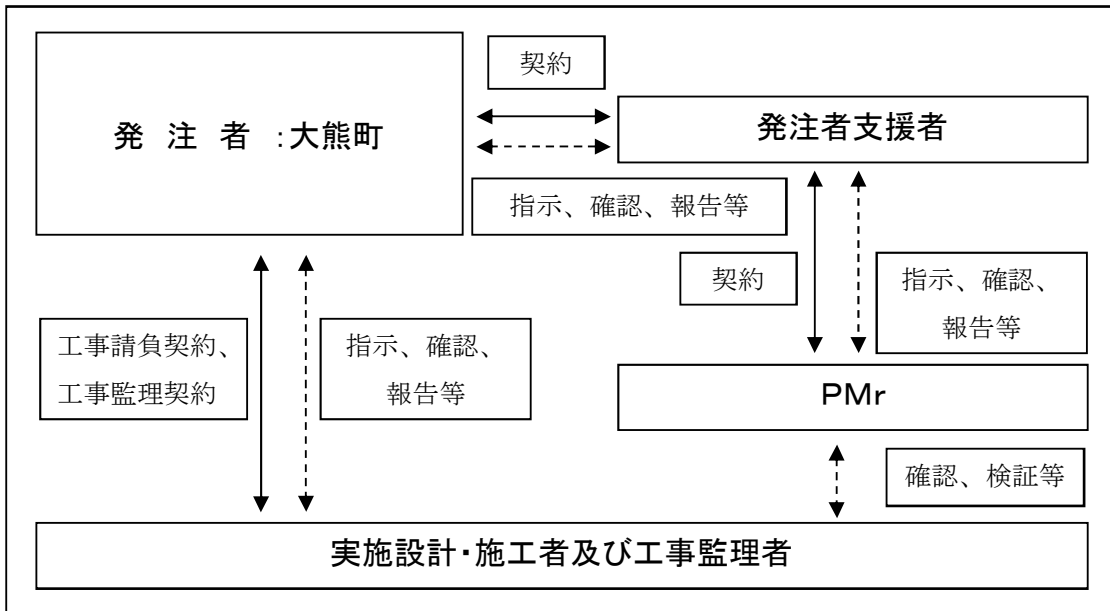 契約
発 注 者 :大熊町
発注者支援者
指示、確認、報告等
契約
指示、確認、
報告等
工事請負契約、
工事監理契約
指示、確認、
報告等
PMr
確認、検証等
実施設計・施工者及び工事監理者